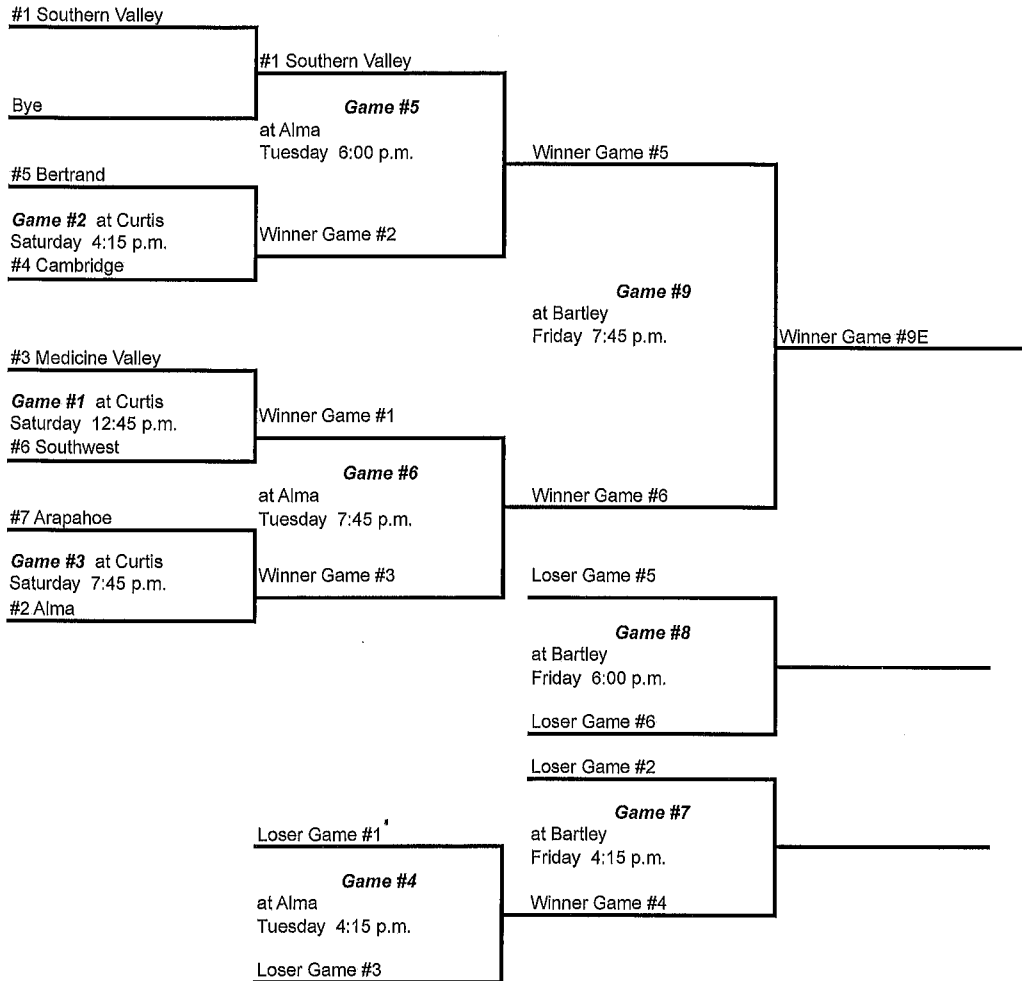 #1 Southern Valley
Bye
#1 Southern Valley
Game #5
at Alma
Tuesday 6:00 p.m.
#5 Bertrand
Game #2 at Curtis
Saturday 4:15 p.m.
#4 Cambridge
Winner Game #2
Winner Game #5
Game #9
at Bartley
Friday 7:45 p.m.
Winner Game #9E
#3 Medicine Valley
Game #1 at Curtis
Saturday 12:45 p.m.
#6 Southwest
Winner Game #1
Game #6
at Alma
Tuesday 7:45 p.m.
#7 Arapahoe
Game #3 at Curtis
Saturday 7:45 p.m.
#2 Alma
Winner Game #3
Winner Game #6
Loser Game #5
Game #8
at Bartley
Friday 6:00 p.m.
Loser Game #6
Loser Game #2
Game #7
at Bartley
Friday 4:15 p.m.
Winner Game #4
Loser Game #1
Game #4
at Alma
Tuesday 4:15 p.m.
Loser Game #3